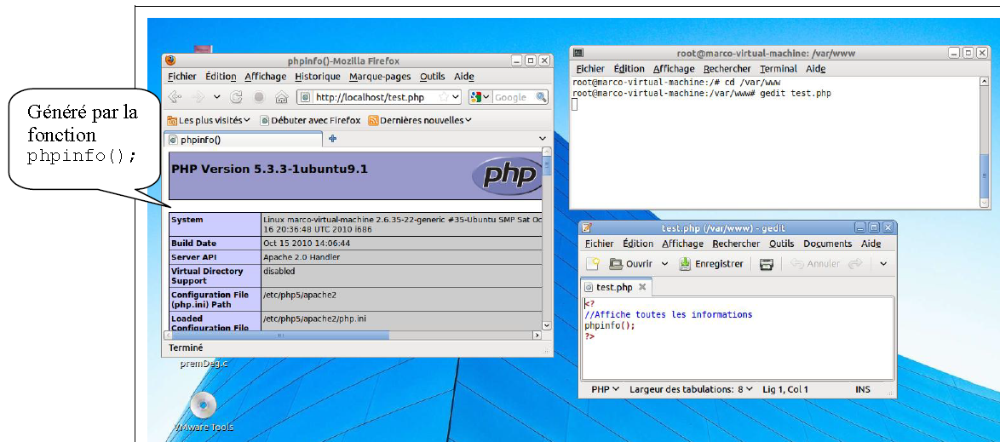 Généré par la
fonction
phpinfo();
phpinfo()-Mozilla Firefox
Fichier Édition Affichage Historique Marque-pages Outils Aide
http://localhost/test.php Google
Les plus visités Débuter avec Firefox Dernières nouvelles
phpinfo()
PHP Version 5.3.3-1ubuntu9.1
php
System Linux marco-virtual-machine 2.6.35-22-generic #35-Ubuntu SMP Sat Oc
16 20:36:48 UTC 2010 i686
Build Date Oct 15 2010 14:06:44
Server API Apache 2.0 Handler
Virtual Directory disabled
Support
Configuration File /etc/php5/apache2
(php.ini) Path
Loaded /etc/php5/apache2/php.ini
Configuration File
Terminé
premDeg.c
VMware Tools
root@marco-virtual-machine: /var/www
Fichier Édition Affichage Rechercher Terminal Aide
root@marco-virtual-machine:/# cd /var/www
root@marco-virtual-machine:/var/www# gedit test.php
test.php (/var/www) - gedit
Fichier Édition Affichage Rechercher Outils Documents Aide
Ouvrir Enregistrer Annuler
test.php
<?
//Affiche toutes les informations
phpinfo();
?>
PHP Largeur des tabulations: 8 Lig 1, Col 1 INS